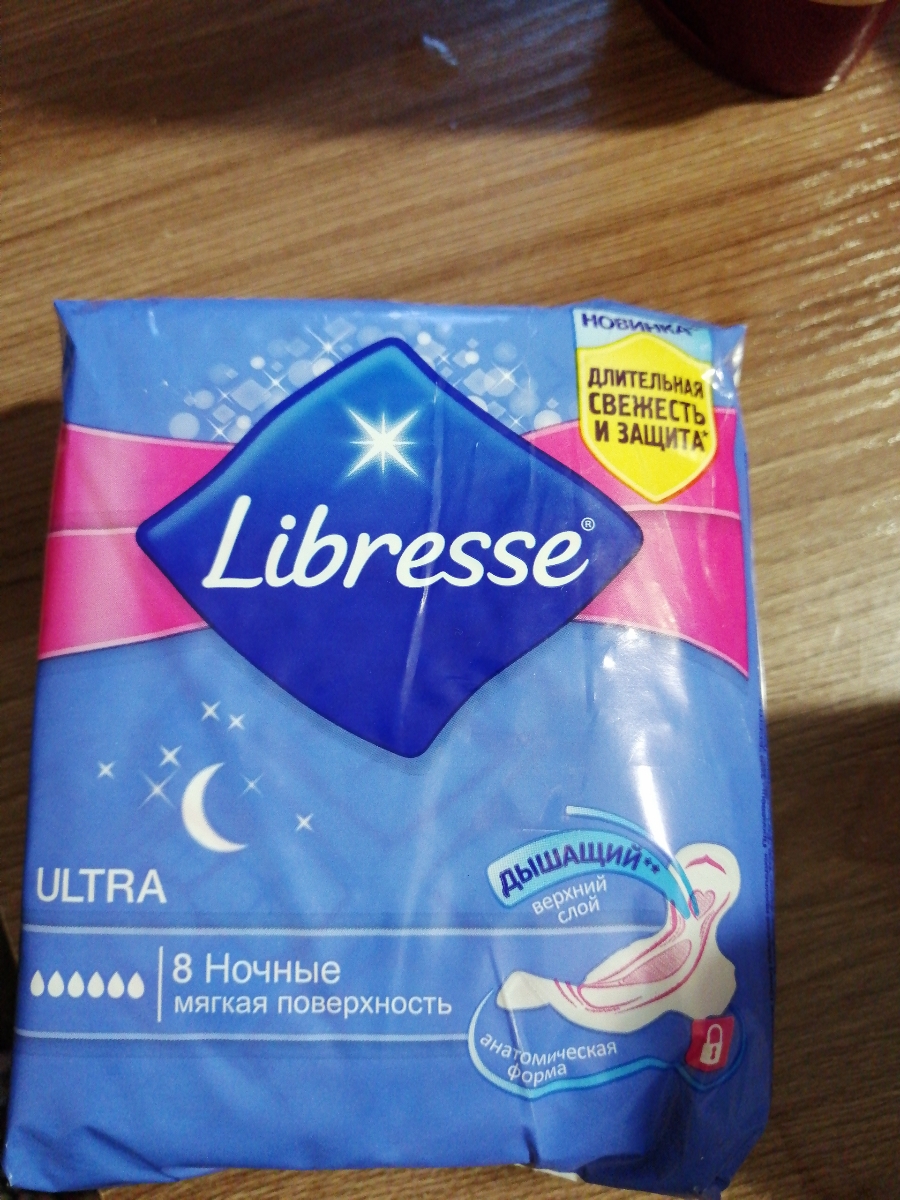 НОВИНКА
ДЛИТЕЛЬНАЯ
СВЕЖЕСТЬ
И ЗАЩИТА*
Libresse®
ULTRA
ДЫШАЩИЙ**
верхний
слой
8 Ночные
мягкая поверхность
анатомическая
форма